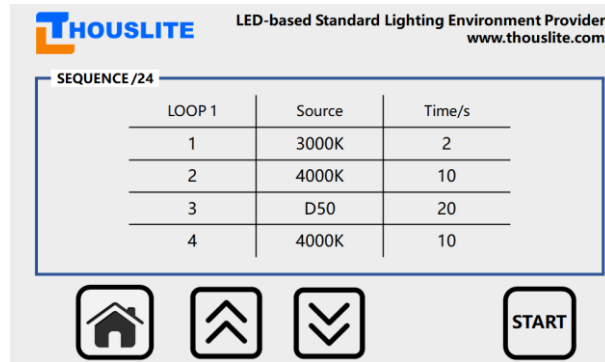 THOUSLITE
LED-based Standard Lighting Environment Provider
www.thouslite.com
SEQUENCE/24
LOOP 1 Source Time/s
1 3000K 2
2 4000K 10
3 D50 20
4 4000K 10
START